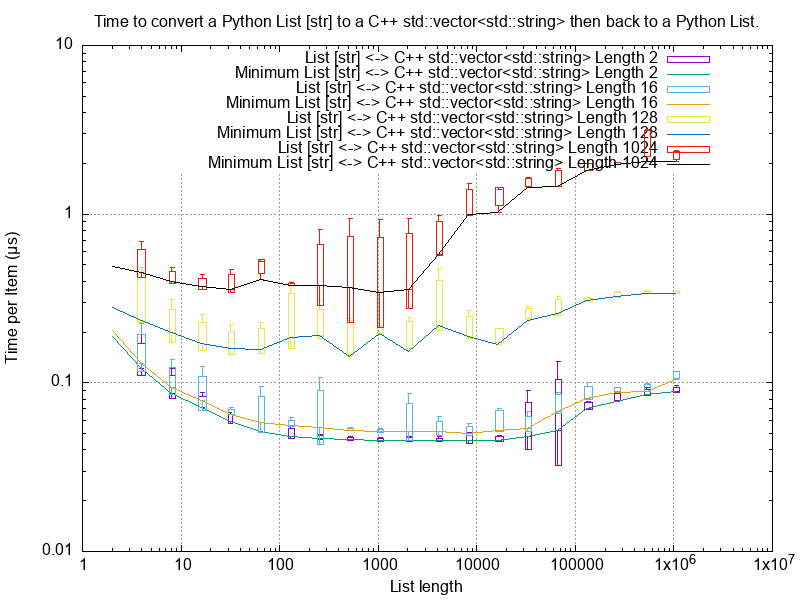 Time to convert a Python List [str] to a C++ std::vector<std::string> then back to a Python List.
10
List [str] <-> C++ std::vector<std::string> Length 2
Minimum List [str] <-> C++ std::vector<std::string> Length 2
List [str] <-> C++ std::vector<std::string> Length 16
Minimum List [str] <-> C++ std::vector<std::string> Length 16
List [str] <-> C++ std::vector<std::string> Length 128
Minimum List [str] <-> C++ std::vector<std::string> Length 128
List [str] <-> C++ std::vector<std::string> Length 1024
Minimum List [str] <-> C++ std::vector<std::string> Length 1024
1
Time per Item (µs)
0.1
0.01
1 10 100 1000 10000 100000 1x10^6 1x10^7
List length